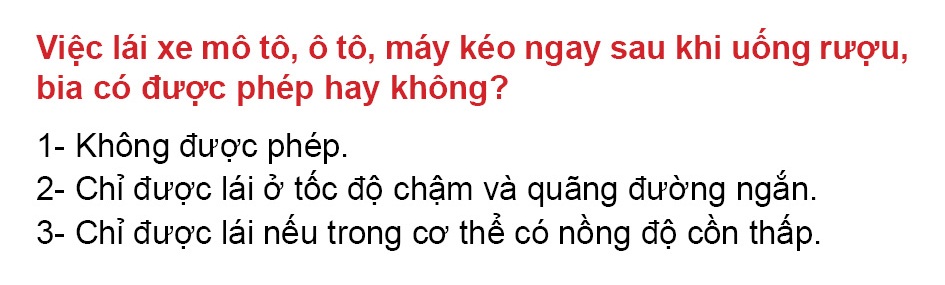 Việc lái xe mô tô, ô tô, máy kéo ngay sau khi uống rượu,
bia có được phép hay không?
1- Không được phép.
2- Chỉ được lái ở tốc độ chậm và quãng đường ngắn.
3- Chỉ được lái nếu trong cơ thể có nồng độ cồn thấp.